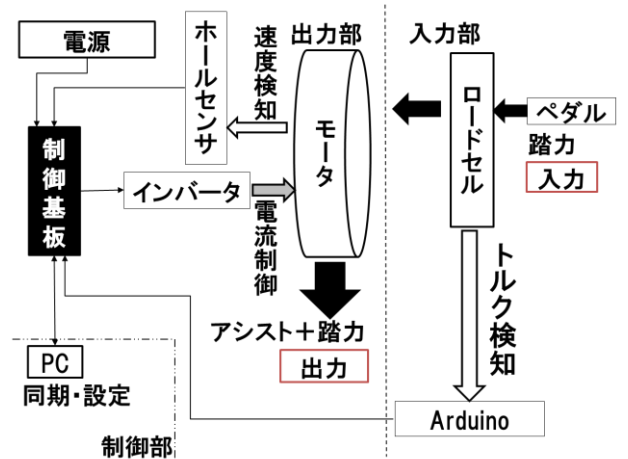 電源
ホールセンサ
速度検知
出力部
モータ
入力部
ロードセル
ペダル
踏力
入力
制御基板
インバータ
電流制御
トルク検知
アシスト＋踏力
出力
PC
同期・設定
制御部
Arduino